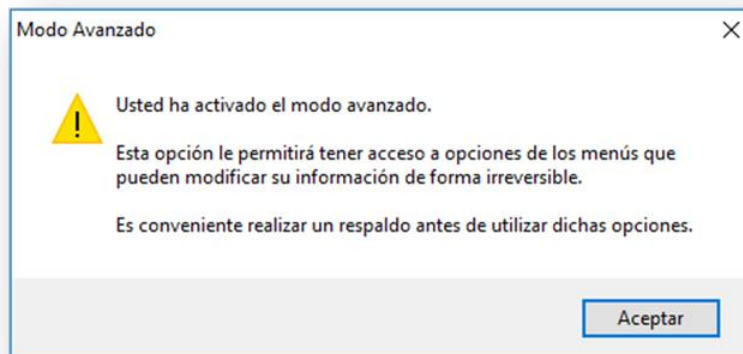 Modo Avanzado
Usted ha activado el modo avanzado.
Esta opción le permitirá tener acceso a opciones de los menús que
pueden modificar su información de forma irreversible.
Es conveniente realizar un respaldo antes de utilizar dichas opciones.
Aceptar